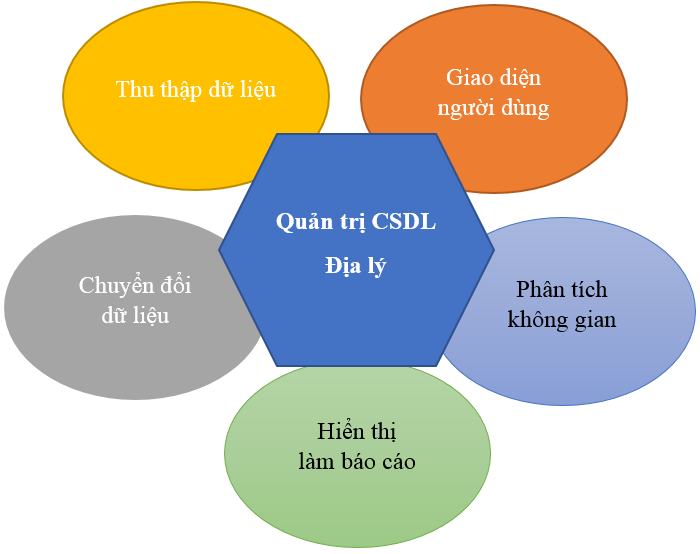 Thu thập dữ liệu
Giao diện
người dùng
Quản trị CSDL
Địa lý
Chuyển đổi
dữ liệu
Phân tích
không gian
Hiển thị
làm báo cáo